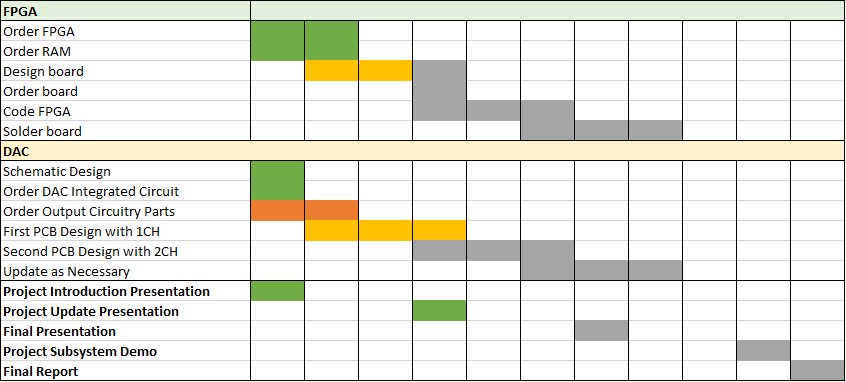 FPGA
Order FPGA
Order RAM
Design board
Order board
Code FPGA
Solder board
DAC
Schematic Design
Order DAC Integrated Circuit
Order Output Circuitry Parts
First PCB Design with 1CH
Second PCB Design with 2CH
Update as Necessary
Project Introduction Presentation
Project Update Presentation
Final Presentation
Project Subsystem Demo
Final Report